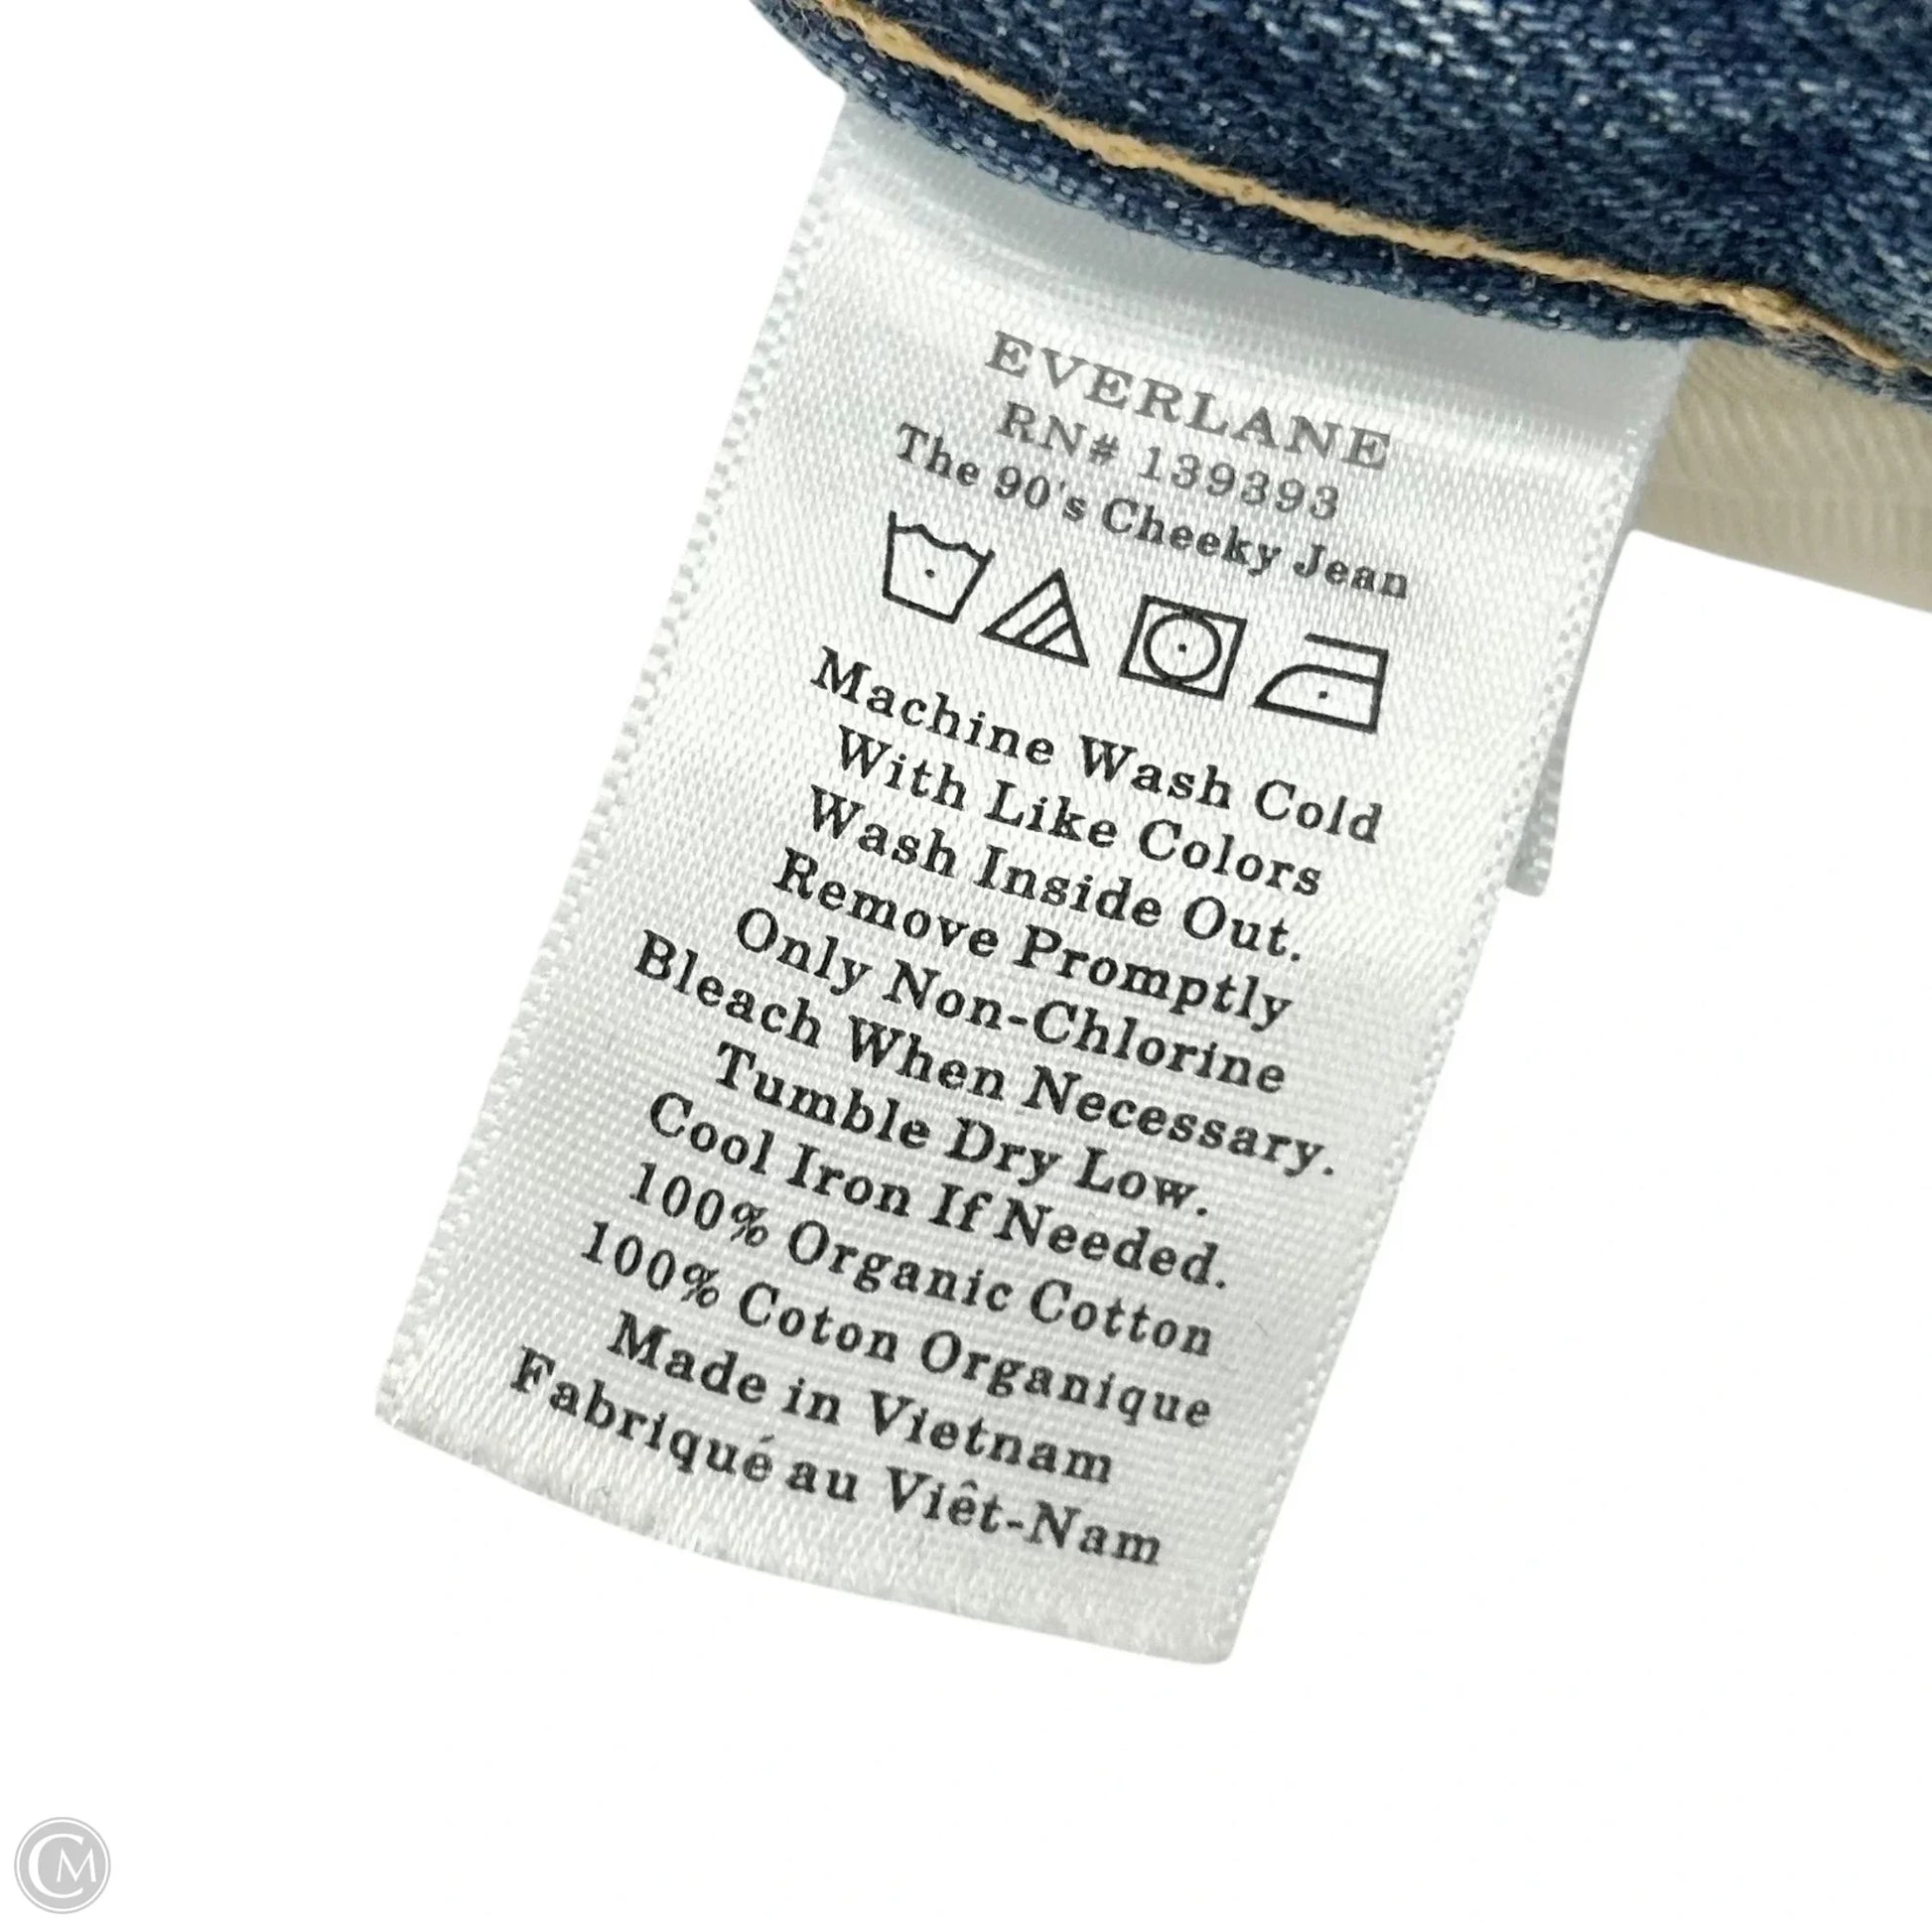 EVERLANE
RN# 139393
The 90's Cheeky Jean
Machine Wash Cold
With Like Colors
Wash Inside Out.
Remove Promptly
Only Non-Chlorine
Bleach When Necessary.
Tumble Dry Low.
Cool Iron If Needed.
100% Organic Cotton
100% Coton Organique
Made in Vietnam
Fabriqué au Viêt-Nam
CM